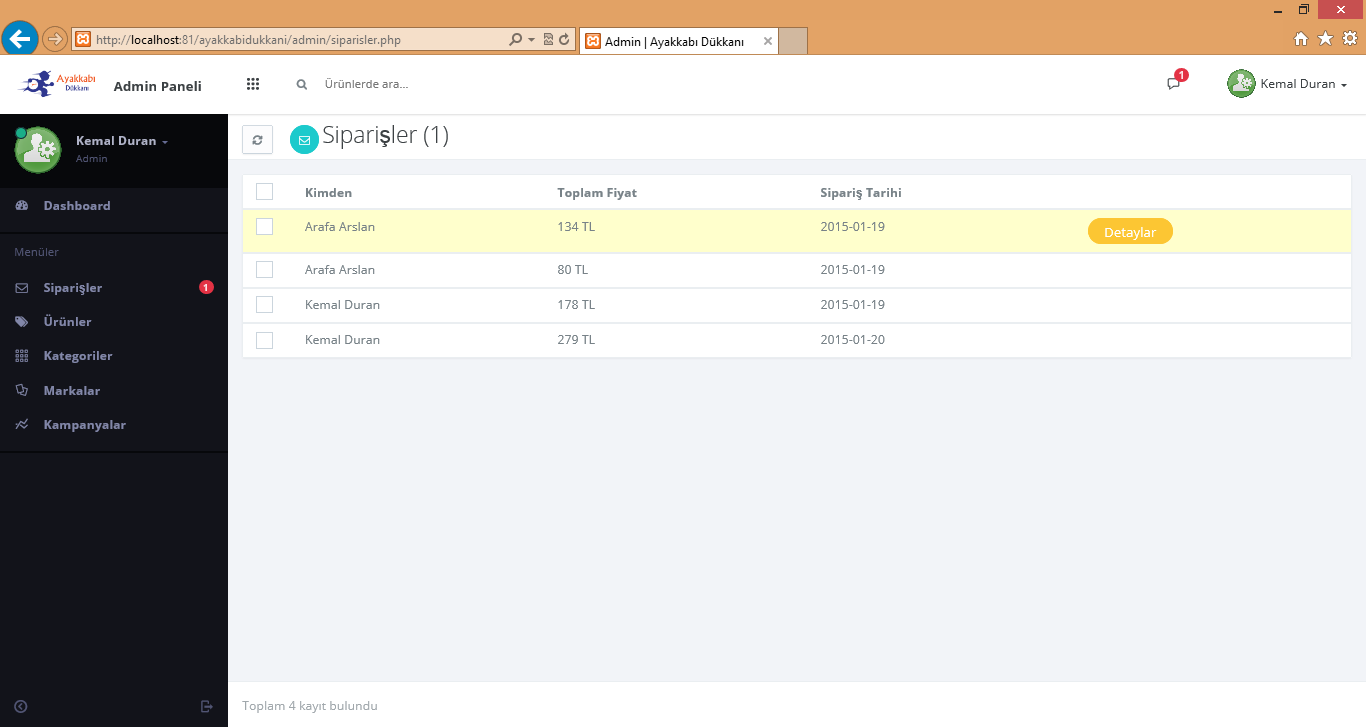 http://localhost:81/ayakkabidukkani/admin/siparisler.php
Admin | Ayakkabı Dükkanı
Ayakkabı
Dükkanı
Admin Paneli
Ürünlerde ara...
1
Kemal Duran
Kemal Duran
Admin
Dashboard
Menüler
Siparişler 1
Ürünler
Kategoriler
Markalar
Kampanyalar
Siparişler (1)
Kimden Toplam Fiyat Sipariş Tarihi
Arafa Arslan 134 TL 2015-01-19 Detaylar
Arafa Arslan 80 TL 2015-01-19
Kemal Duran 178 TL 2015-01-19
Kemal Duran 279 TL 2015-01-20
Toplam 4 kayıt bulundu